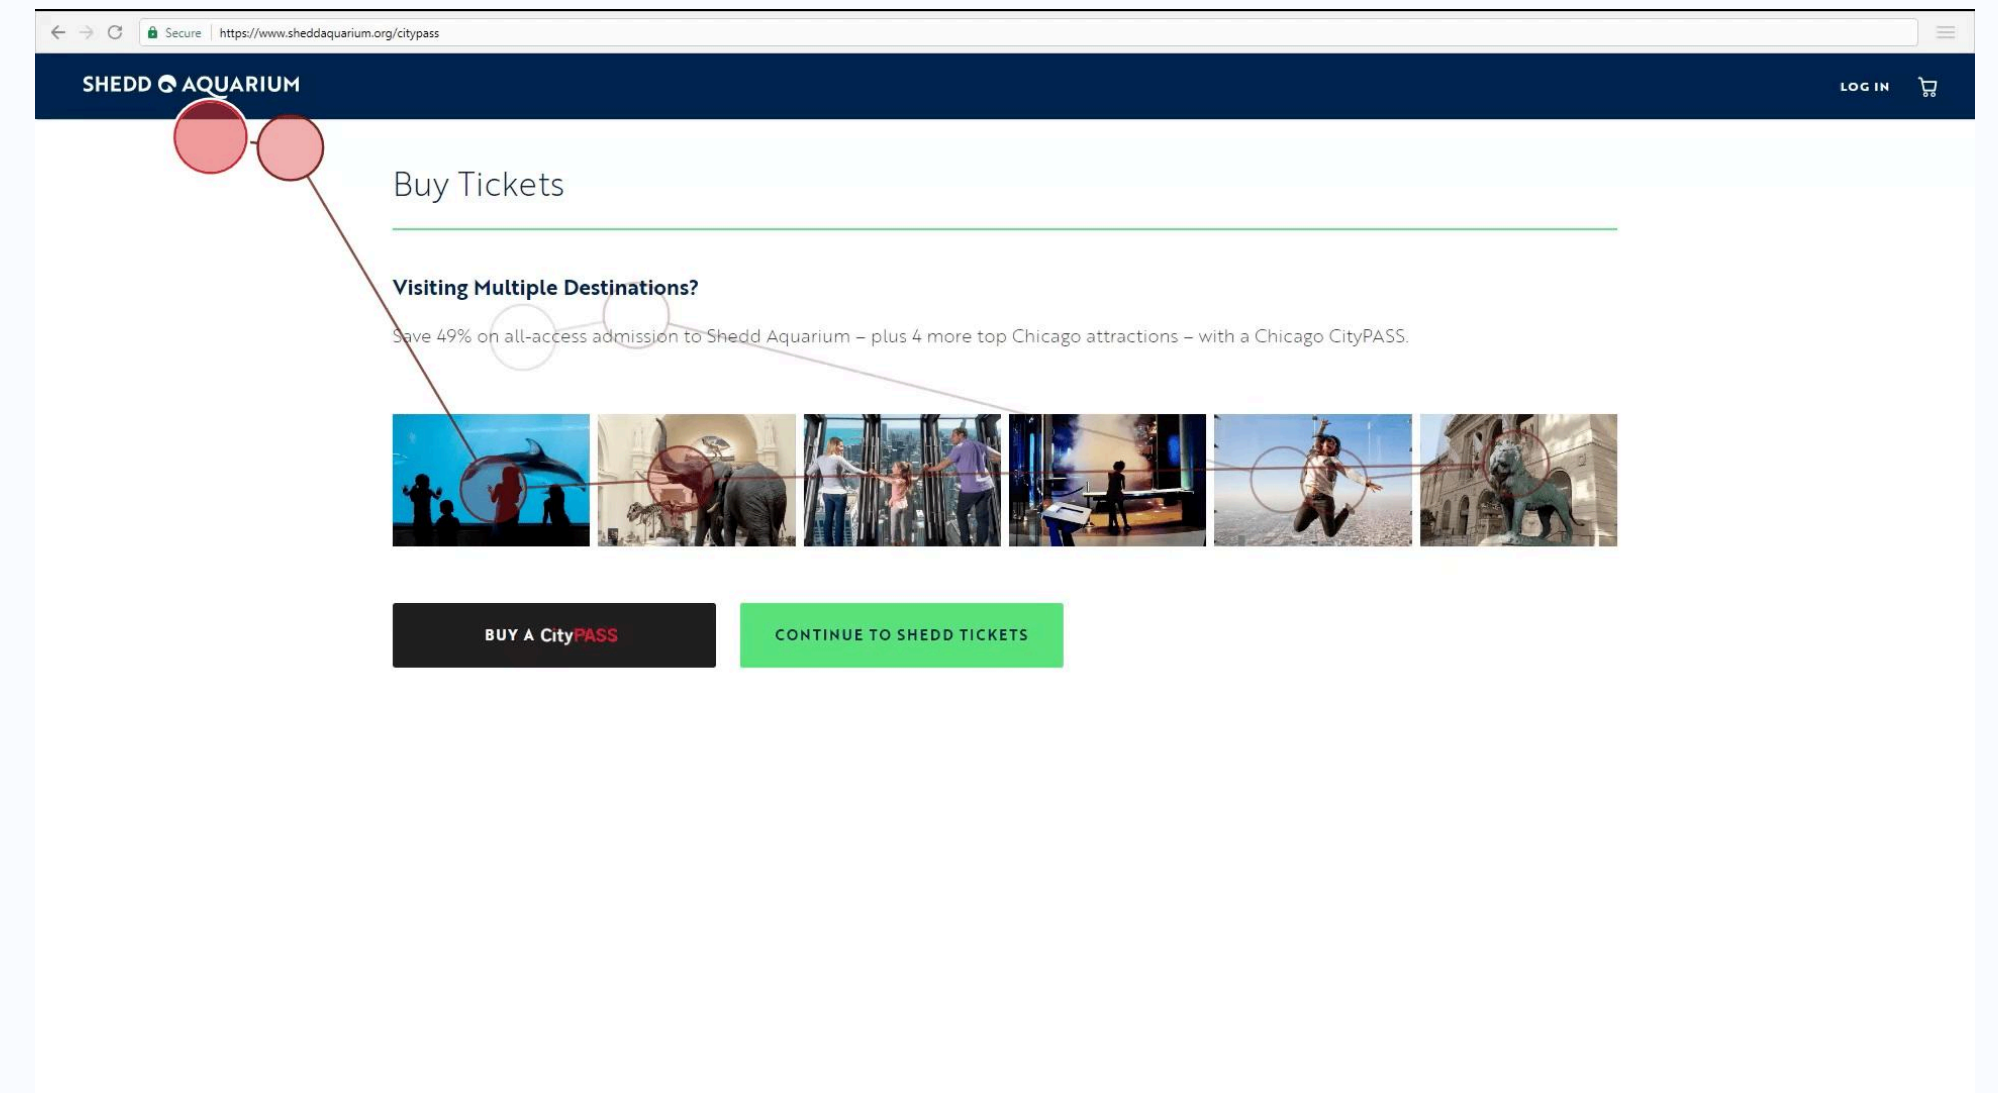 Secure https://www.sheddaquarium.org/citypass
SHEDD AQUARIUM
LOG IN
Buy Tickets
Visiting Multiple Destinations?
Save 49% on all-access admission to Shedd Aquarium – plus 4 more top Chicago attractions – with a Chicago CityPASS.
BUY A CityPASS
CONTINUE TO SHEDD TICKETS